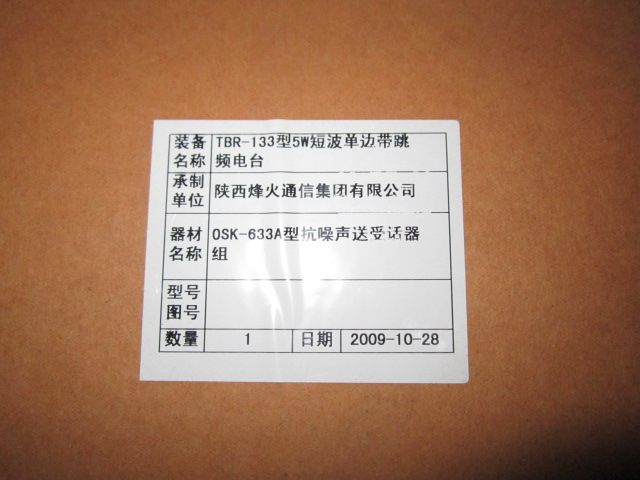 装备名称 TBR-133型5W短波单边带跳
频电台
承制单位 陕西烽火通信集团有限公司
器材名称 OSK-633A型抗噪声送受话器
组
型号图号
数量 1 日期 2009-10-28